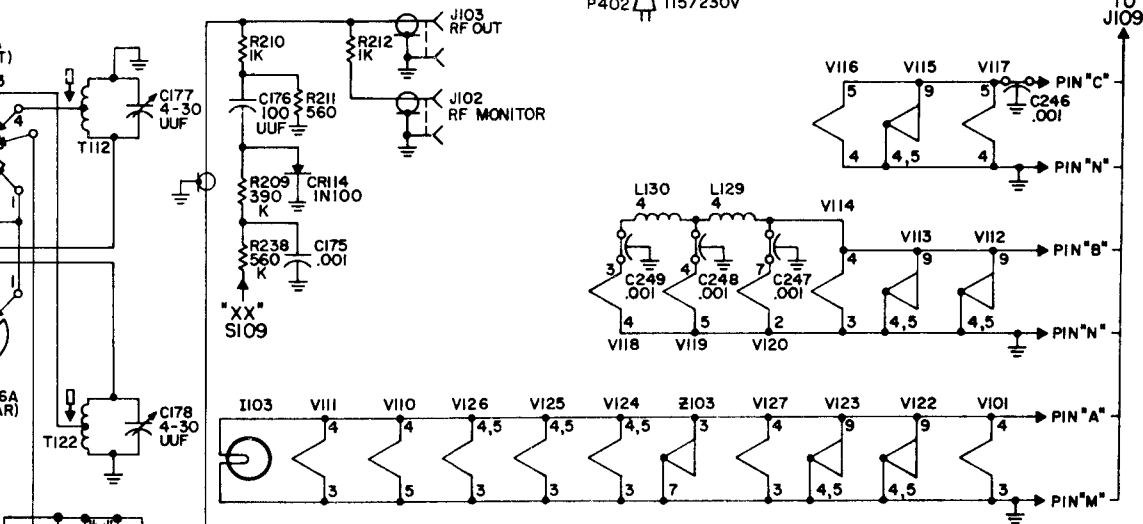 P402 115/230V
TO
J109
T)
4
C177
4-30
UUF
T112
1
1
6A
AR)
C178
4-30
UUF
T122
R210
1K
R212
1K
J103
RF OUT
C176
100
UUF
R211
560
J102
RF MONITOR
R209
390
K
CR114
1N100
R238
560
K
C175
.001
"XX"
S109
V116 V115 V117
5 9 5
PIN "C"
C246
.001
4 4,5 4
PIN "N"
L130
4
L129
4
V114 V113 V112
4 9 9
PIN "B"
3 4 7
C249
.001
C248
.001
C247
.001
4 5 2 3 4,5 4,5
PIN "N"
V118 V119 V120
I103 V111 V110 V126 V125 V124 Z103 V127 V123 V122 V101
4 4 4,5 4,5 4,5 3 4 9 9 4
PIN "A"
3 5 3 3 3 7 3 4,5 4,5 3
PIN "M"